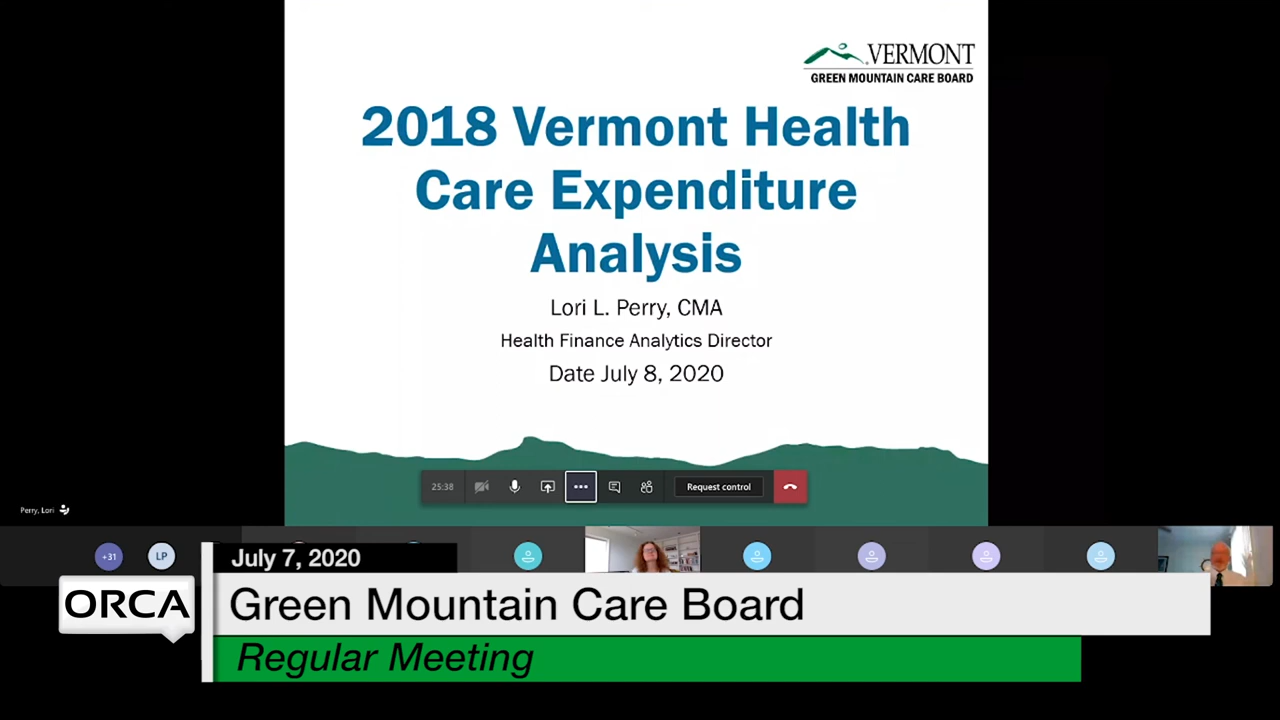 VERMONT
GREEN MOUNTAIN CARE BOARD
2018 Vermont Health
Care Expenditure
Analysis
Lori L. Perry, CMA
Health Finance Analytics Director
Date July 8, 2020
25:38
Request control
Perry, Lori
+31
LP
July 7, 2020
ORCA
Green Mountain Care Board
Regular Meeting